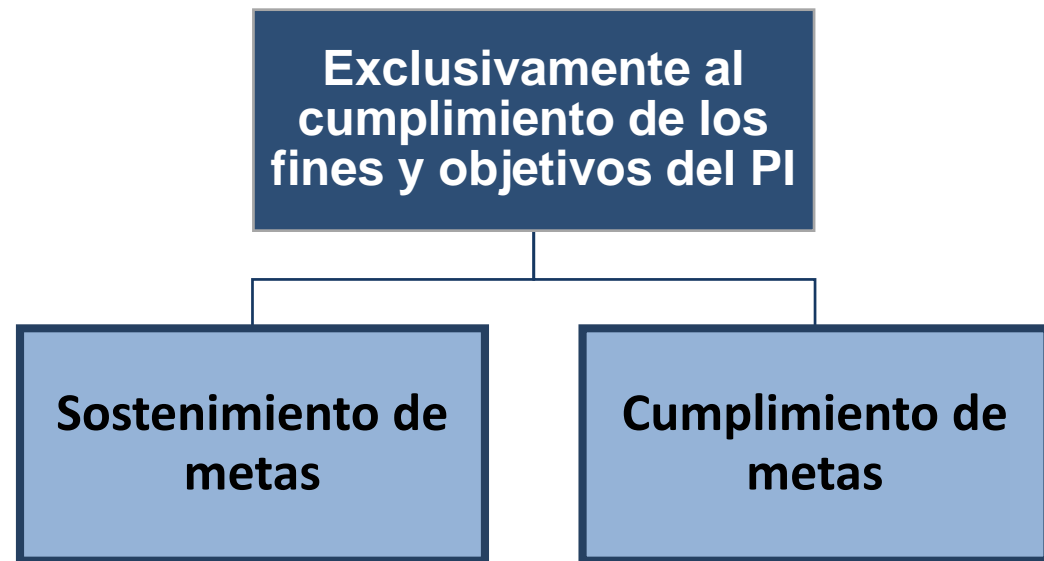 Exclusivamente al
cumplimiento de los
fines y objetivos del PI
Sostenimiento de
metas
Cumplimiento de
metas